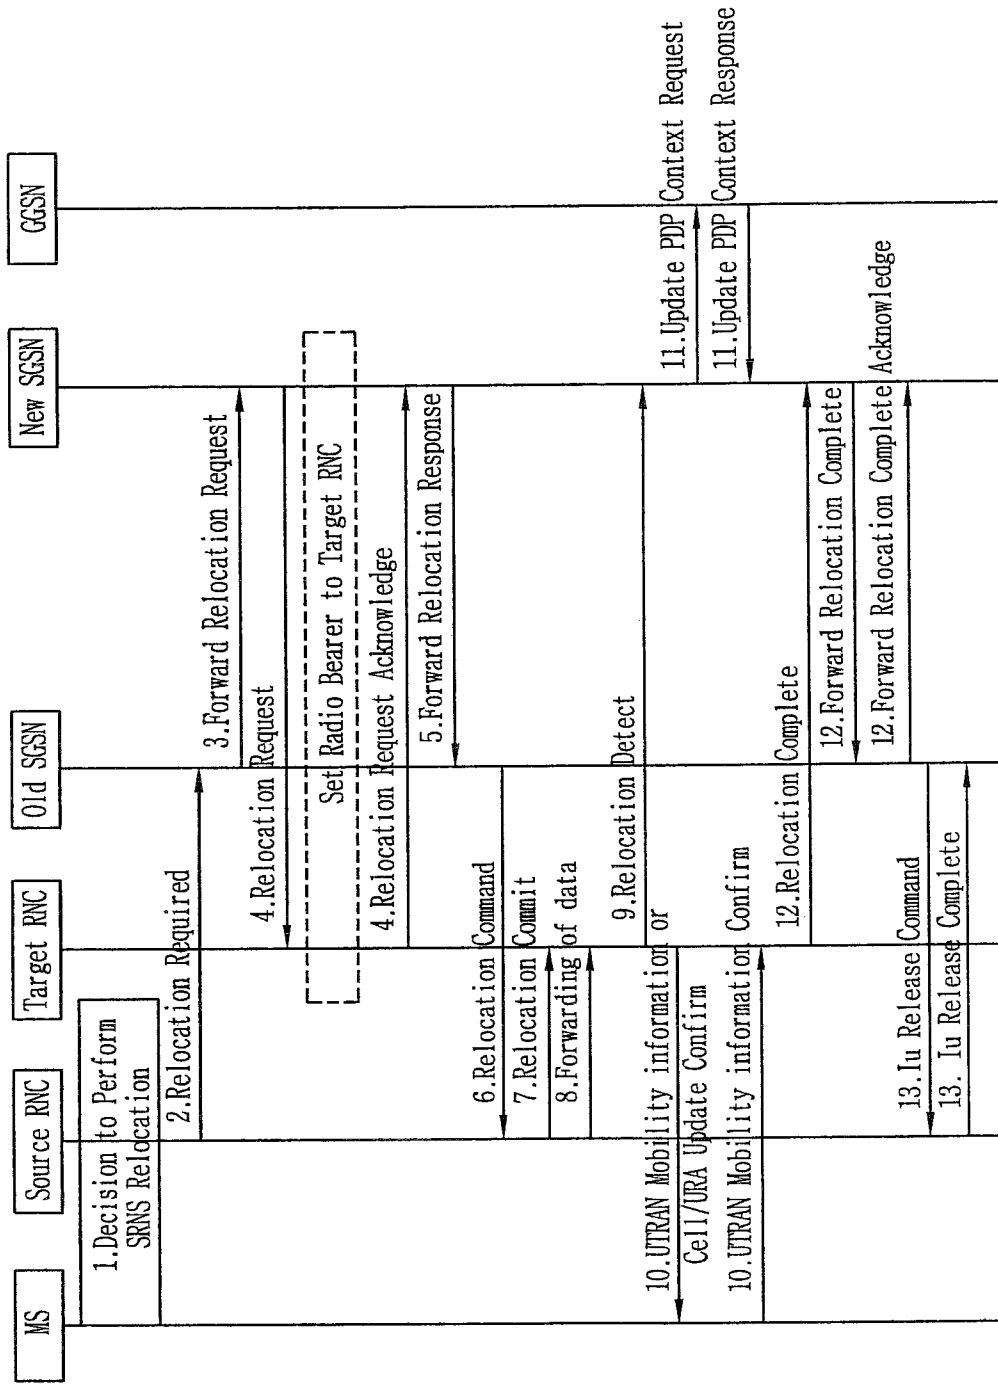 MS
Source RNC
Target RNC
Old SGSN
New SGSN
GGSN
1.Decision to Perform
SRNS Relocation
2.Relocation Required
3.Forward Relocation Request
4.Relocation Request
Set Radio Bearer to Target RNC
4.Relocation Request Acknowledge
5.Forward Relocation Response
6.Relocation Command
7.Relocation Commit
8.Forwarding of data
9.Relocation Detect
10.UTRAN Mobility information or
Cell/URA Update Confirm
10.UTRAN Mobility information Confirm
11.Update PDP Context Request
11.Update PDP Context Response
12.Relocation Complete
12.Forward Relocation Complete
12.Forward Relocation Complete Acknowledge
13.Iu Release Command
13. Iu Release Complete